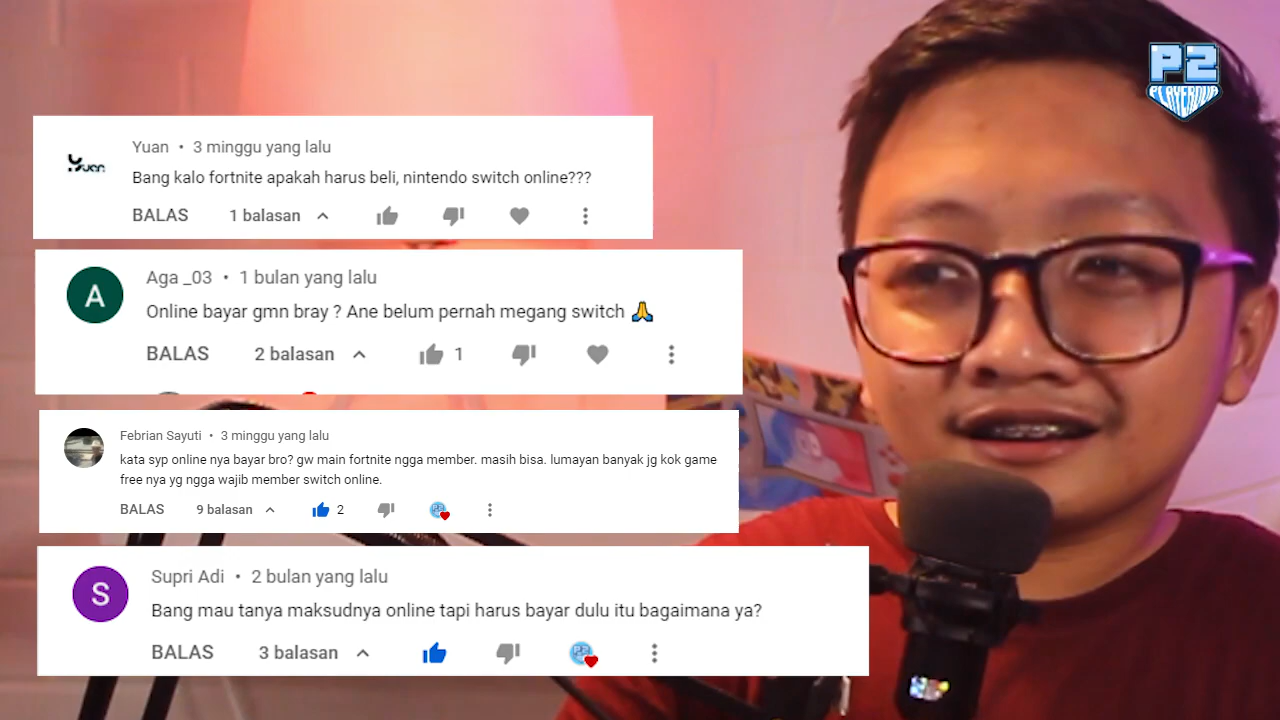 P2
PLAYERDUA
Yuan
Yuan • 3 minggu yang lalu
Bang kalo fortnite apakah harus beli, nintendo switch online???
BALAS 1 balasan
A
Aga _03 • 1 bulan yang lalu
Online bayar gmn bray ? Ane belum pernah megang switch 🙏
BALAS 2 balasan 1
Febrian Sayuti • 3 minggu yang lalu
kata syp online nya bayar bro? gw main fortnite ngga member. masih bisa. lumayan banyak jg kok game
free nya yg ngga wajib member switch online.
BALAS 9 balasan 2
S
Supri Adi • 2 bulan yang lalu
Bang mau tanya maksudnya online tapi harus bayar dulu itu bagaimana ya?
BALAS 3 balasan